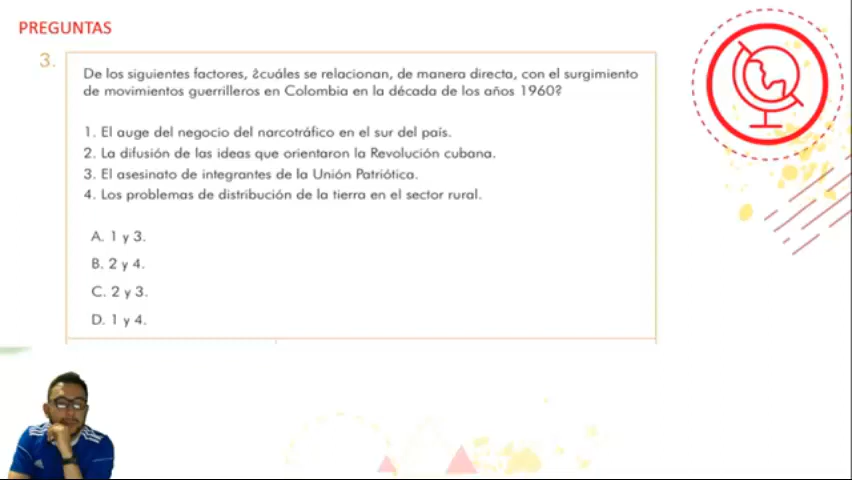 PREGUNTAS
3.
De los siguientes factores, ¿cuáles se relacionan, de manera directa, con el surgimiento
de movimientos guerrilleros en Colombia en la década de los años 1960?
1. El auge del negocio del narcotráfico en el sur del país.
2. La difusión de las ideas que orientaron la Revolución cubana.
3. El asesinato de integrantes de la Unión Patriótica.
4. Los problemas de distribución de la tierra en el sector rural.
A. 1 y 3.
B. 2 y 4.
C. 2 y 3.
D. 1 y 4.